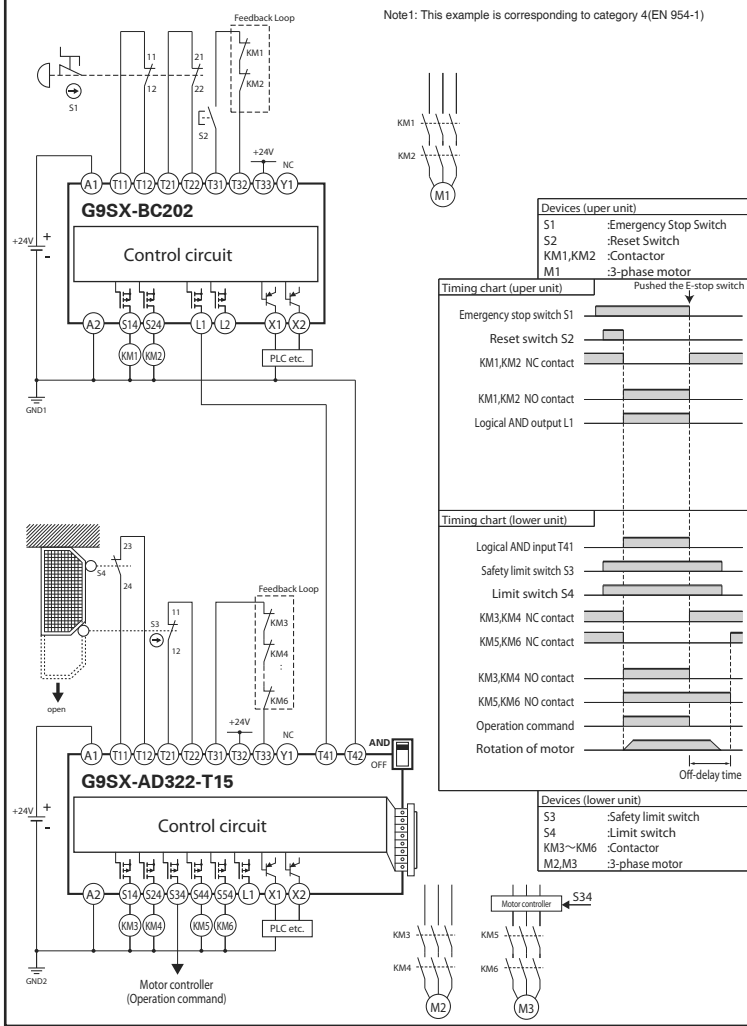 Note1: This example is corresponding to category 4(EN 954-1)
Feedback Loop
11
21
KM1
12
22
KM2
S1
S2
+24V
NC
A1 T11 T12 T21 T22 T31 T32 T33 Y1
G9SX-BC202
+24V
+
-
Control circuit
A2 S14 S24 L1 L2 X1 X2
KM1 KM2
PLC etc.
GND1
KM1
KM2
M1
Devices (uper unit)
S1 :Emergency Stop Switch
S2 :Reset Switch
KM1,KM2 :Contactor
M1 :3-phase motor
Timing chart (uper unit)
Pushed the E-stop switch
Emergency stop switch S1
Reset switch S2
KM1,KM2 NC contact
KM1,KM2 NO contact
Logical AND output L1
Timing chart (lower unit)
Logical AND input T41
Safety limit switch S3
Limit switch S4
KM3,KM4 NC contact
KM5,KM6 NC contact
KM3,KM4 NO contact
KM5,KM6 NO contact
Operation command
Rotation of motor
Off-delay time
Devices (lower unit)
S3 :Safety limit switch
S4 :Limit switch
KM3～KM6 :Contactor
M2,M3 :3-phase motor
23
S4
24
Feedback Loop
S3
11
KM3
12
KM4
:
KM6
open
+24V
NC
AND
OFF
A1 T11 T12 T21 T22 T31 T32 T33 Y1 T41 T42
G9SX-AD322-T15
+24V
+
-
Control circuit
A2 S14 S24 S34 S44 S54 L1 X1 X2
KM3 KM4 KM5 KM6
PLC etc.
GND2
Motor controller
(Operation command)
Motor controller
S34
KM3
KM4
M2
KM5
KM6
M3